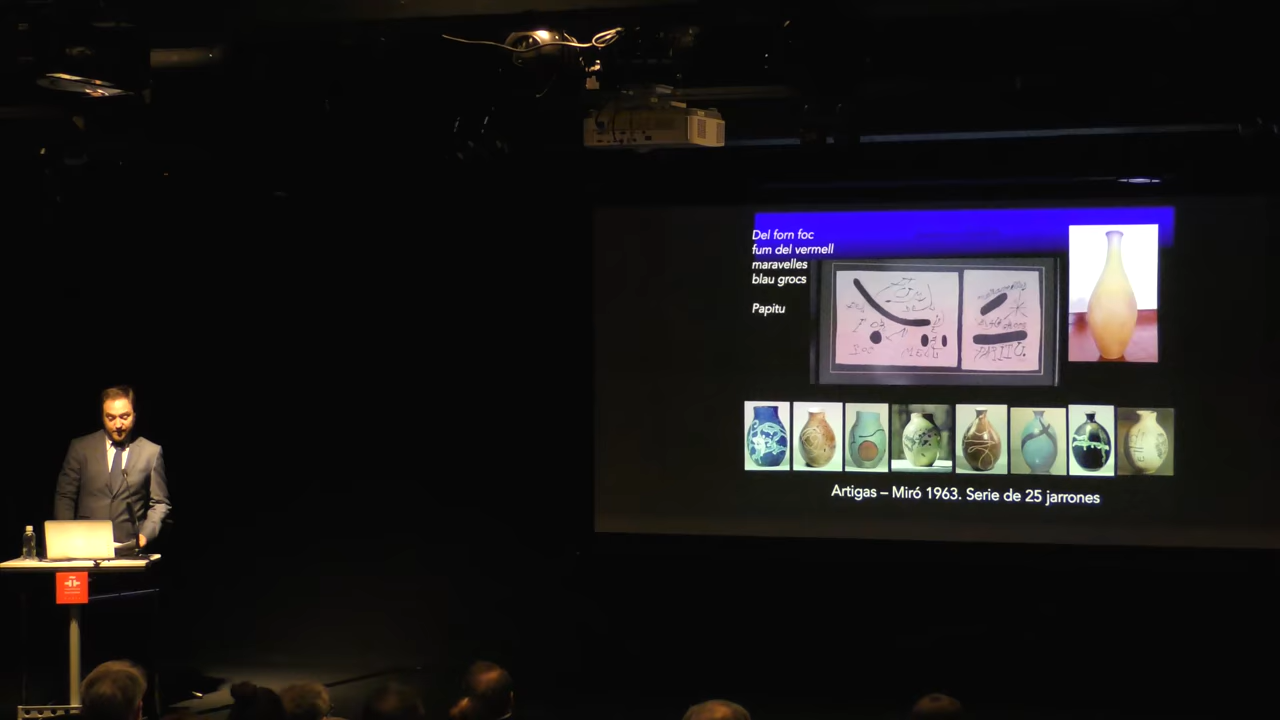 Del forn foc
fum del vermell
maravelles
blau grocs
Papitu
Artigas – Miró 1963. Serie de 25 jarrones